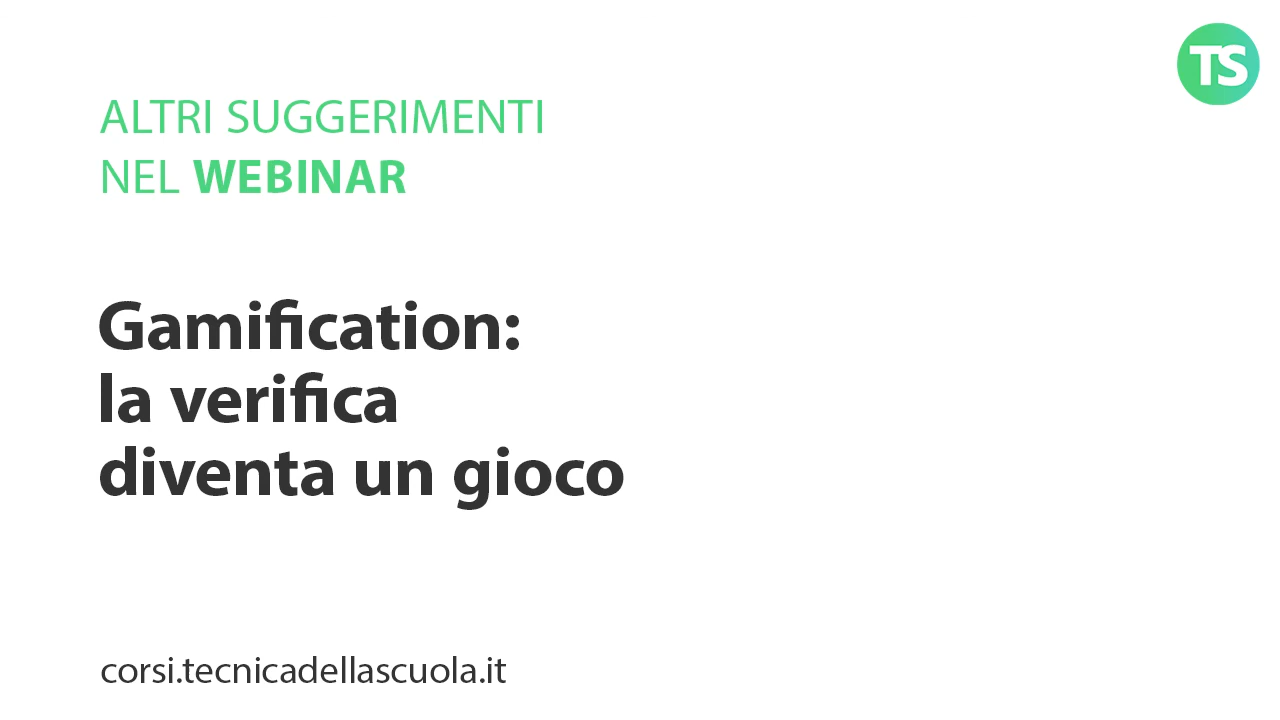 TS
ALTRI SUGGERIMENTI
NEL WEBINAR
Gamification:
la verifica
diventa un gioco
corsi.tecnicadellascuola.it